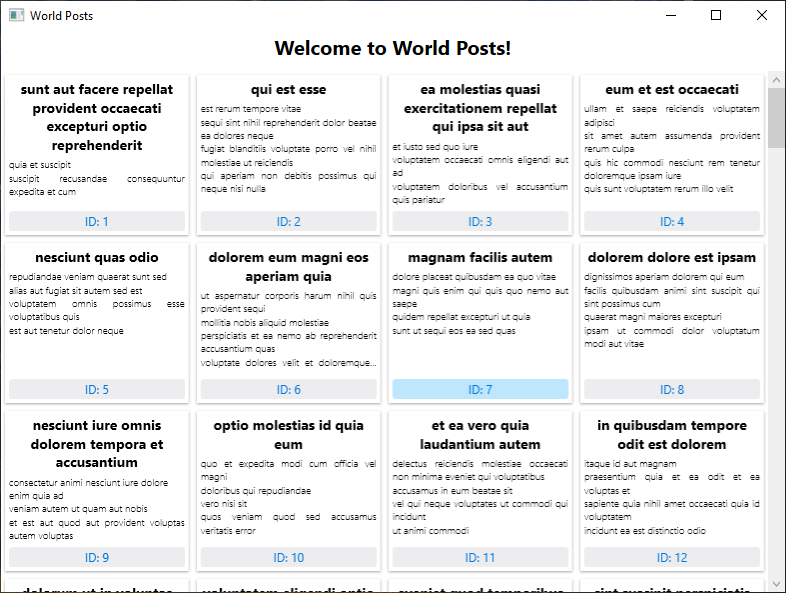 World Posts
Welcome to World Posts!
sunt aut facere repellat
provident occaecati
excepturi optio
reprehenderit
quia et suscipit
suscipit recusandae consequuntur
expedita et cum
ID: 1
qui est esse
est rerum tempore vitae
sequi sint nihil reprehenderit dolor beatae
ea dolores neque
fugiat blanditiis voluptate porro vel nihil
molestiae ut reiciendis
qui aperiam non debitis possimus qui
neque nisi nulla
ID: 2
ea molestias quasi
exercitationem repellat
qui ipsa sit aut
et iusto sed quo iure
voluptatem occaecati omnis eligendi aut
ad
voluptatem doloribus vel accusantium
quis pariatur
ID: 3
eum et est occaecati
ullam et saepe reiciendis voluptatem
adipisci
sit amet autem assumenda provident
rerum culpa
quis hic commodi nesciunt rem tenetur
doloremque ipsam iure
quis sunt voluptatem rerum illo velit
ID: 4
nesciunt quas odio
repudiandae veniam quaerat sunt sed
alias aut fugiat sit autem sed est
voluptatem omnis possimus esse
voluptatibus quis
est aut tenetur dolor neque
ID: 5
dolorem eum magni eos
aperiam quia
ut aspernatur corporis harum nihil quis
provident sequi
mollitia nobis aliquid molestiae
perspiciatis et ea nemo ab reprehenderit
accusantium quas
voluptate dolores velit et doloremque...
ID: 6
magnam facilis autem
dolore placeat quibusdam ea quo vitae
magni quis enim qui quis quo nemo aut
saepe
quidem repellat excepturi ut quia
sunt ut sequi eos ea sed quas
ID: 7
dolorem dolore est ipsam
dignissimos aperiam dolorem qui eum
facilis quibusdam animi sint suscipit qui
sint possimus cum
quaerat magni maiores excepturi
ipsam ut commodi dolor voluptatum
modi aut vitae
ID: 8
nesciunt iure omnis
dolorem tempora et
accusantium
consectetur animi nesciunt iure dolore
enim quia ad
veniam autem ut quam aut nobis
et est aut quod aut provident voluptas
autem voluptas
ID: 9
optio molestias id quia
eum
quo et expedita modi cum officia vel
magni
doloribus qui repudiandae
vero nisi sit
quos veniam quod sed accusamus
veritatis error
ID: 10
et ea vero quia
laudantium autem
delectus reiciendis molestiae occaecati
non minima eveniet qui voluptatibus
accusamus in eum beatae sit
vel qui neque voluptates ut commodi qui
incidunt
ut animi commodi
ID: 11
in quibusdam tempore
odit est dolorem
itaque id aut magnam
praesentium quia et ea odit et ea
voluptas et
sapiente quia nihil amet occaecati quia id
voluptatem
incidunt ea est distinctio odio
ID: 12
dolorum ut in voluptas
voluptatem eligendi optio
eveniet quod temporibus
sint suscipit perspiciatis